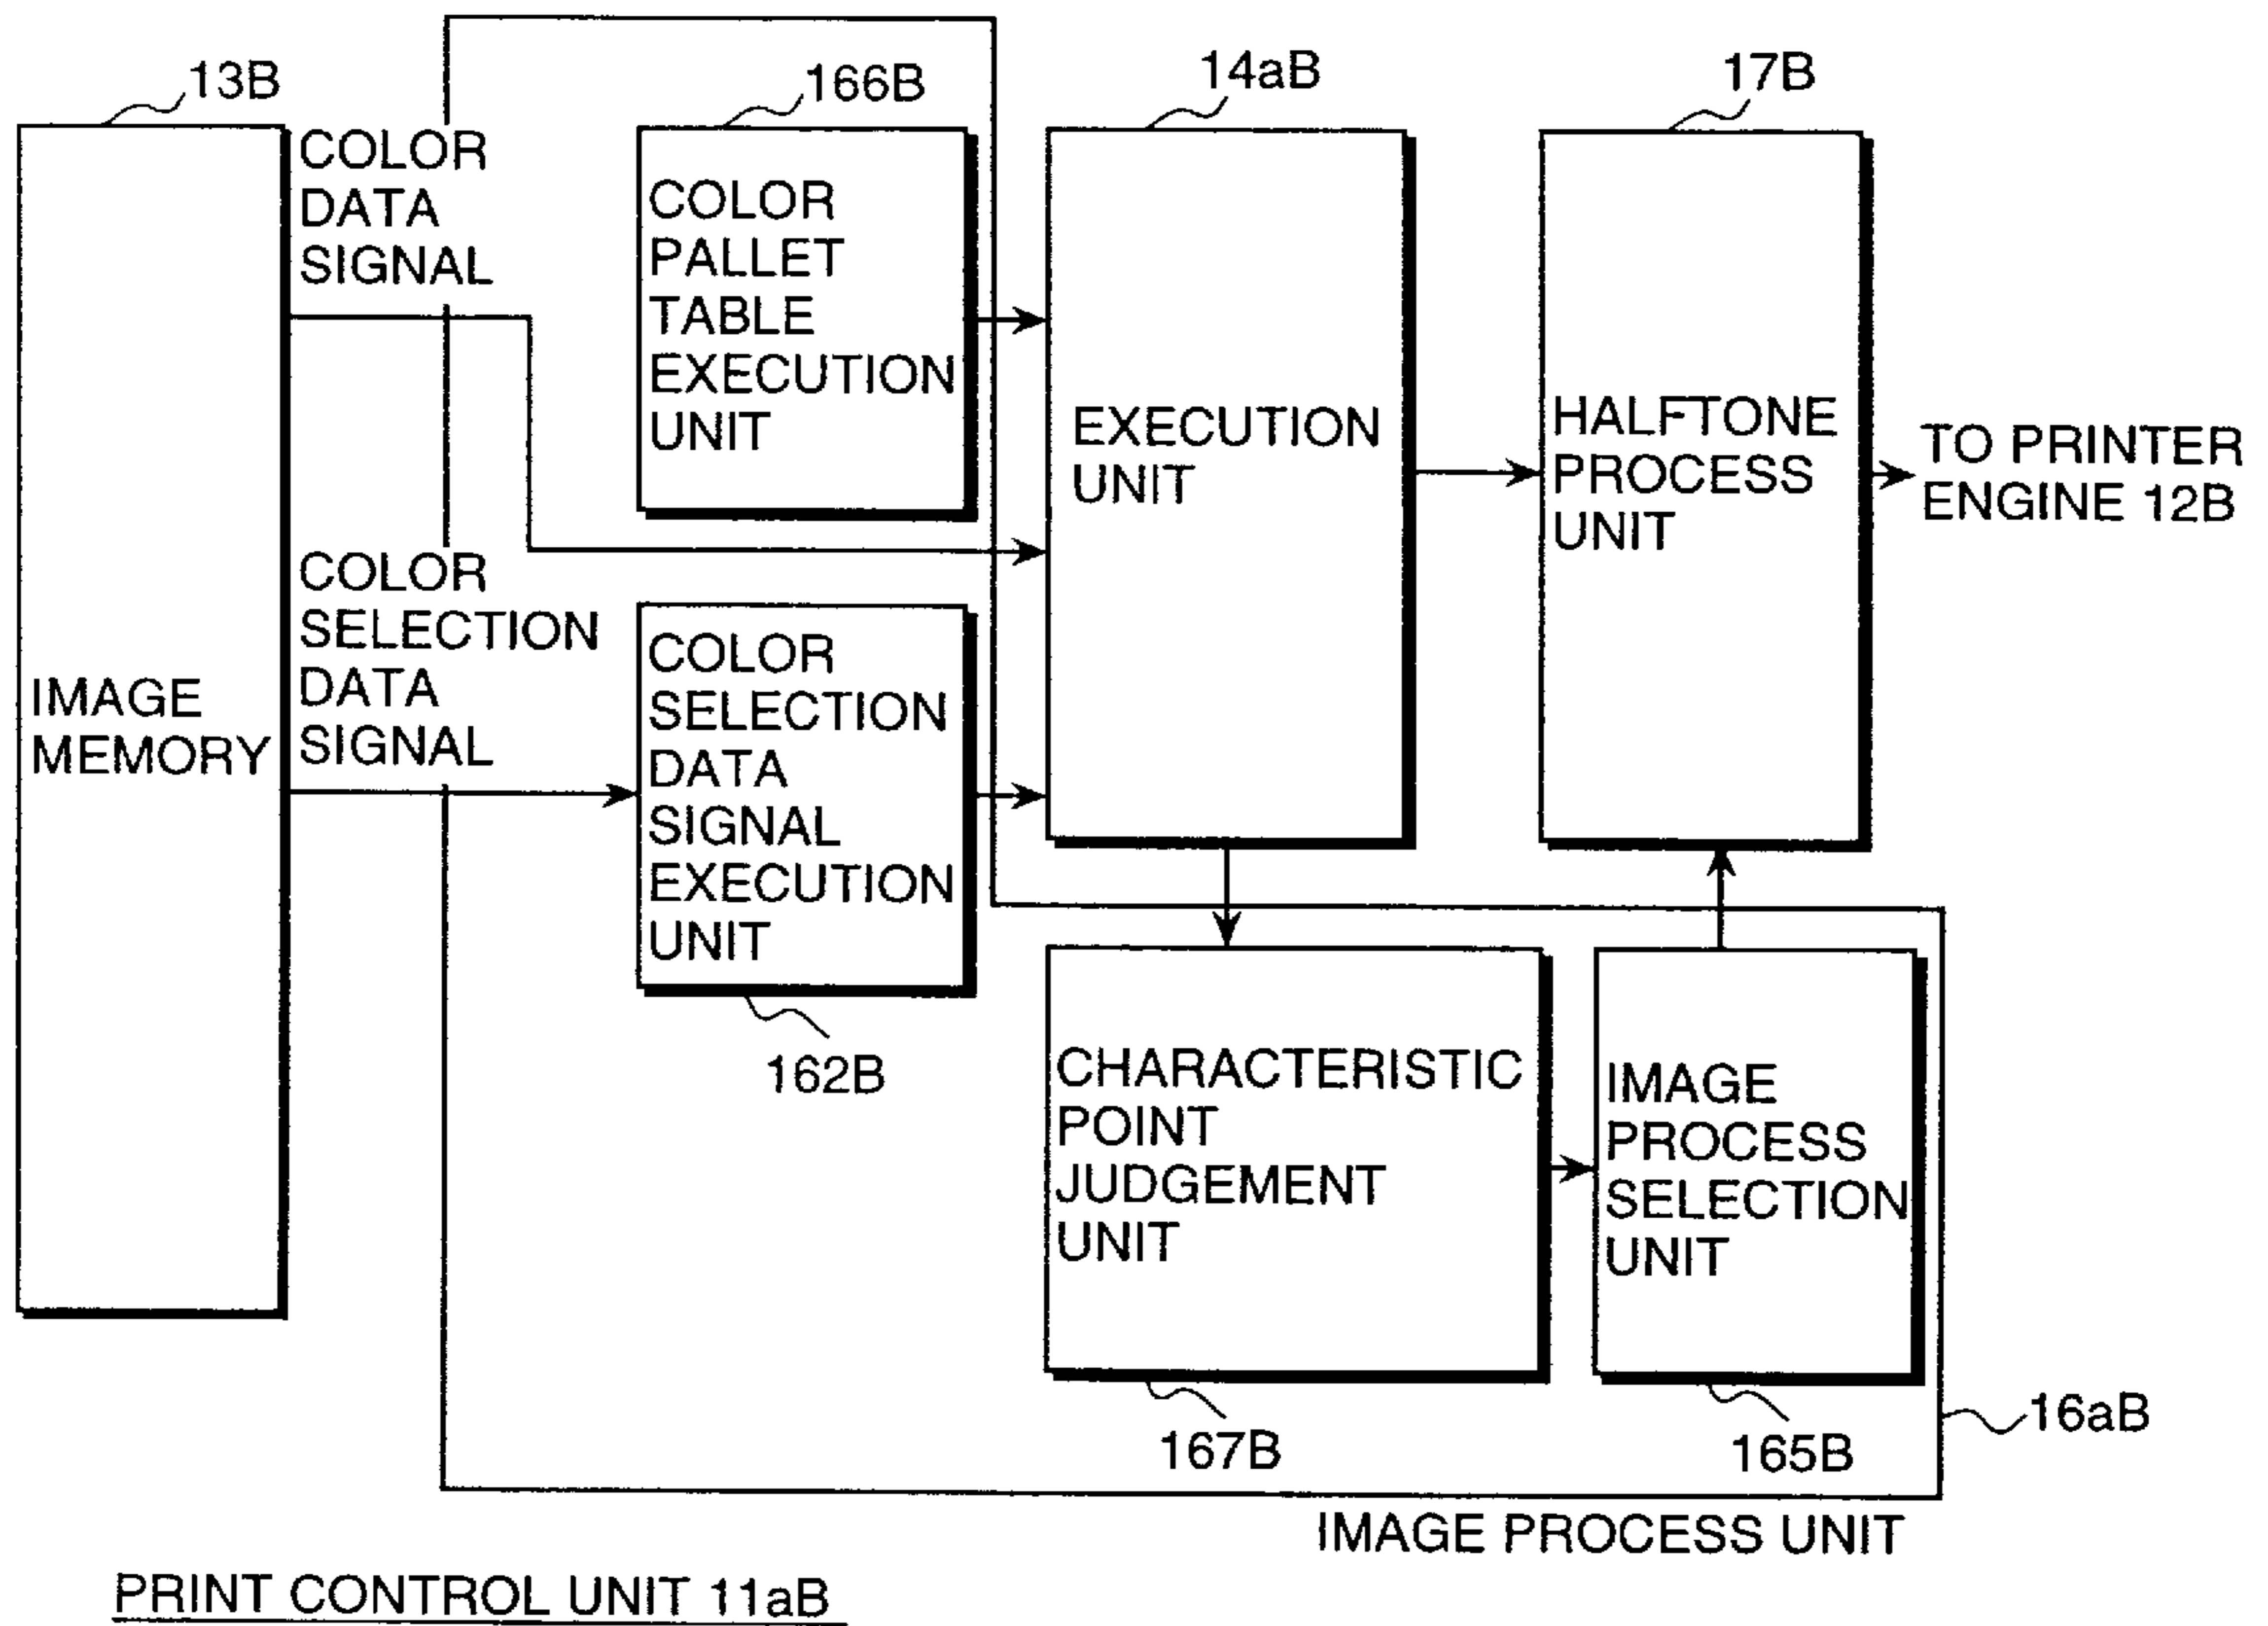 13B
166B
14aB
17B
COLOR
DATA
SIGNAL
COLOR
PALLET
TABLE
EXECUTION
UNIT
EXECUTION
UNIT
HALFTONE
PROCESS
UNIT
TO PRINTER
ENGINE 12B
IMAGE
MEMORY
COLOR
SELECTION
DATA
SIGNAL
COLOR
SELECTION
DATA
SIGNAL
EXECUTION
UNIT
162B
CHARACTERISTIC
POINT
JUDGEMENT
UNIT
IMAGE
PROCESS
SELECTION
UNIT
167B
165B
16aB
IMAGE PROCESS UNIT
PRINT CONTROL UNIT 11aB